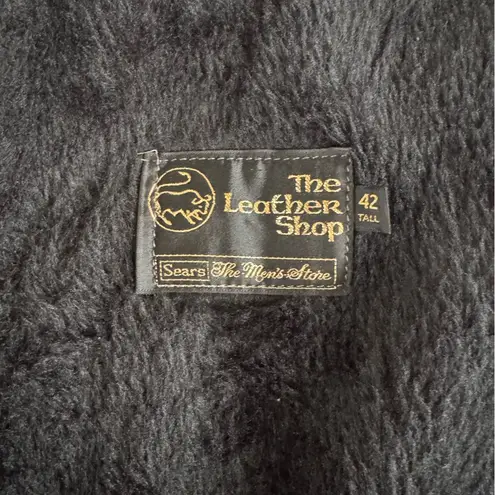 The
Leather
Shop
42
TALL
Sears The Men's Store